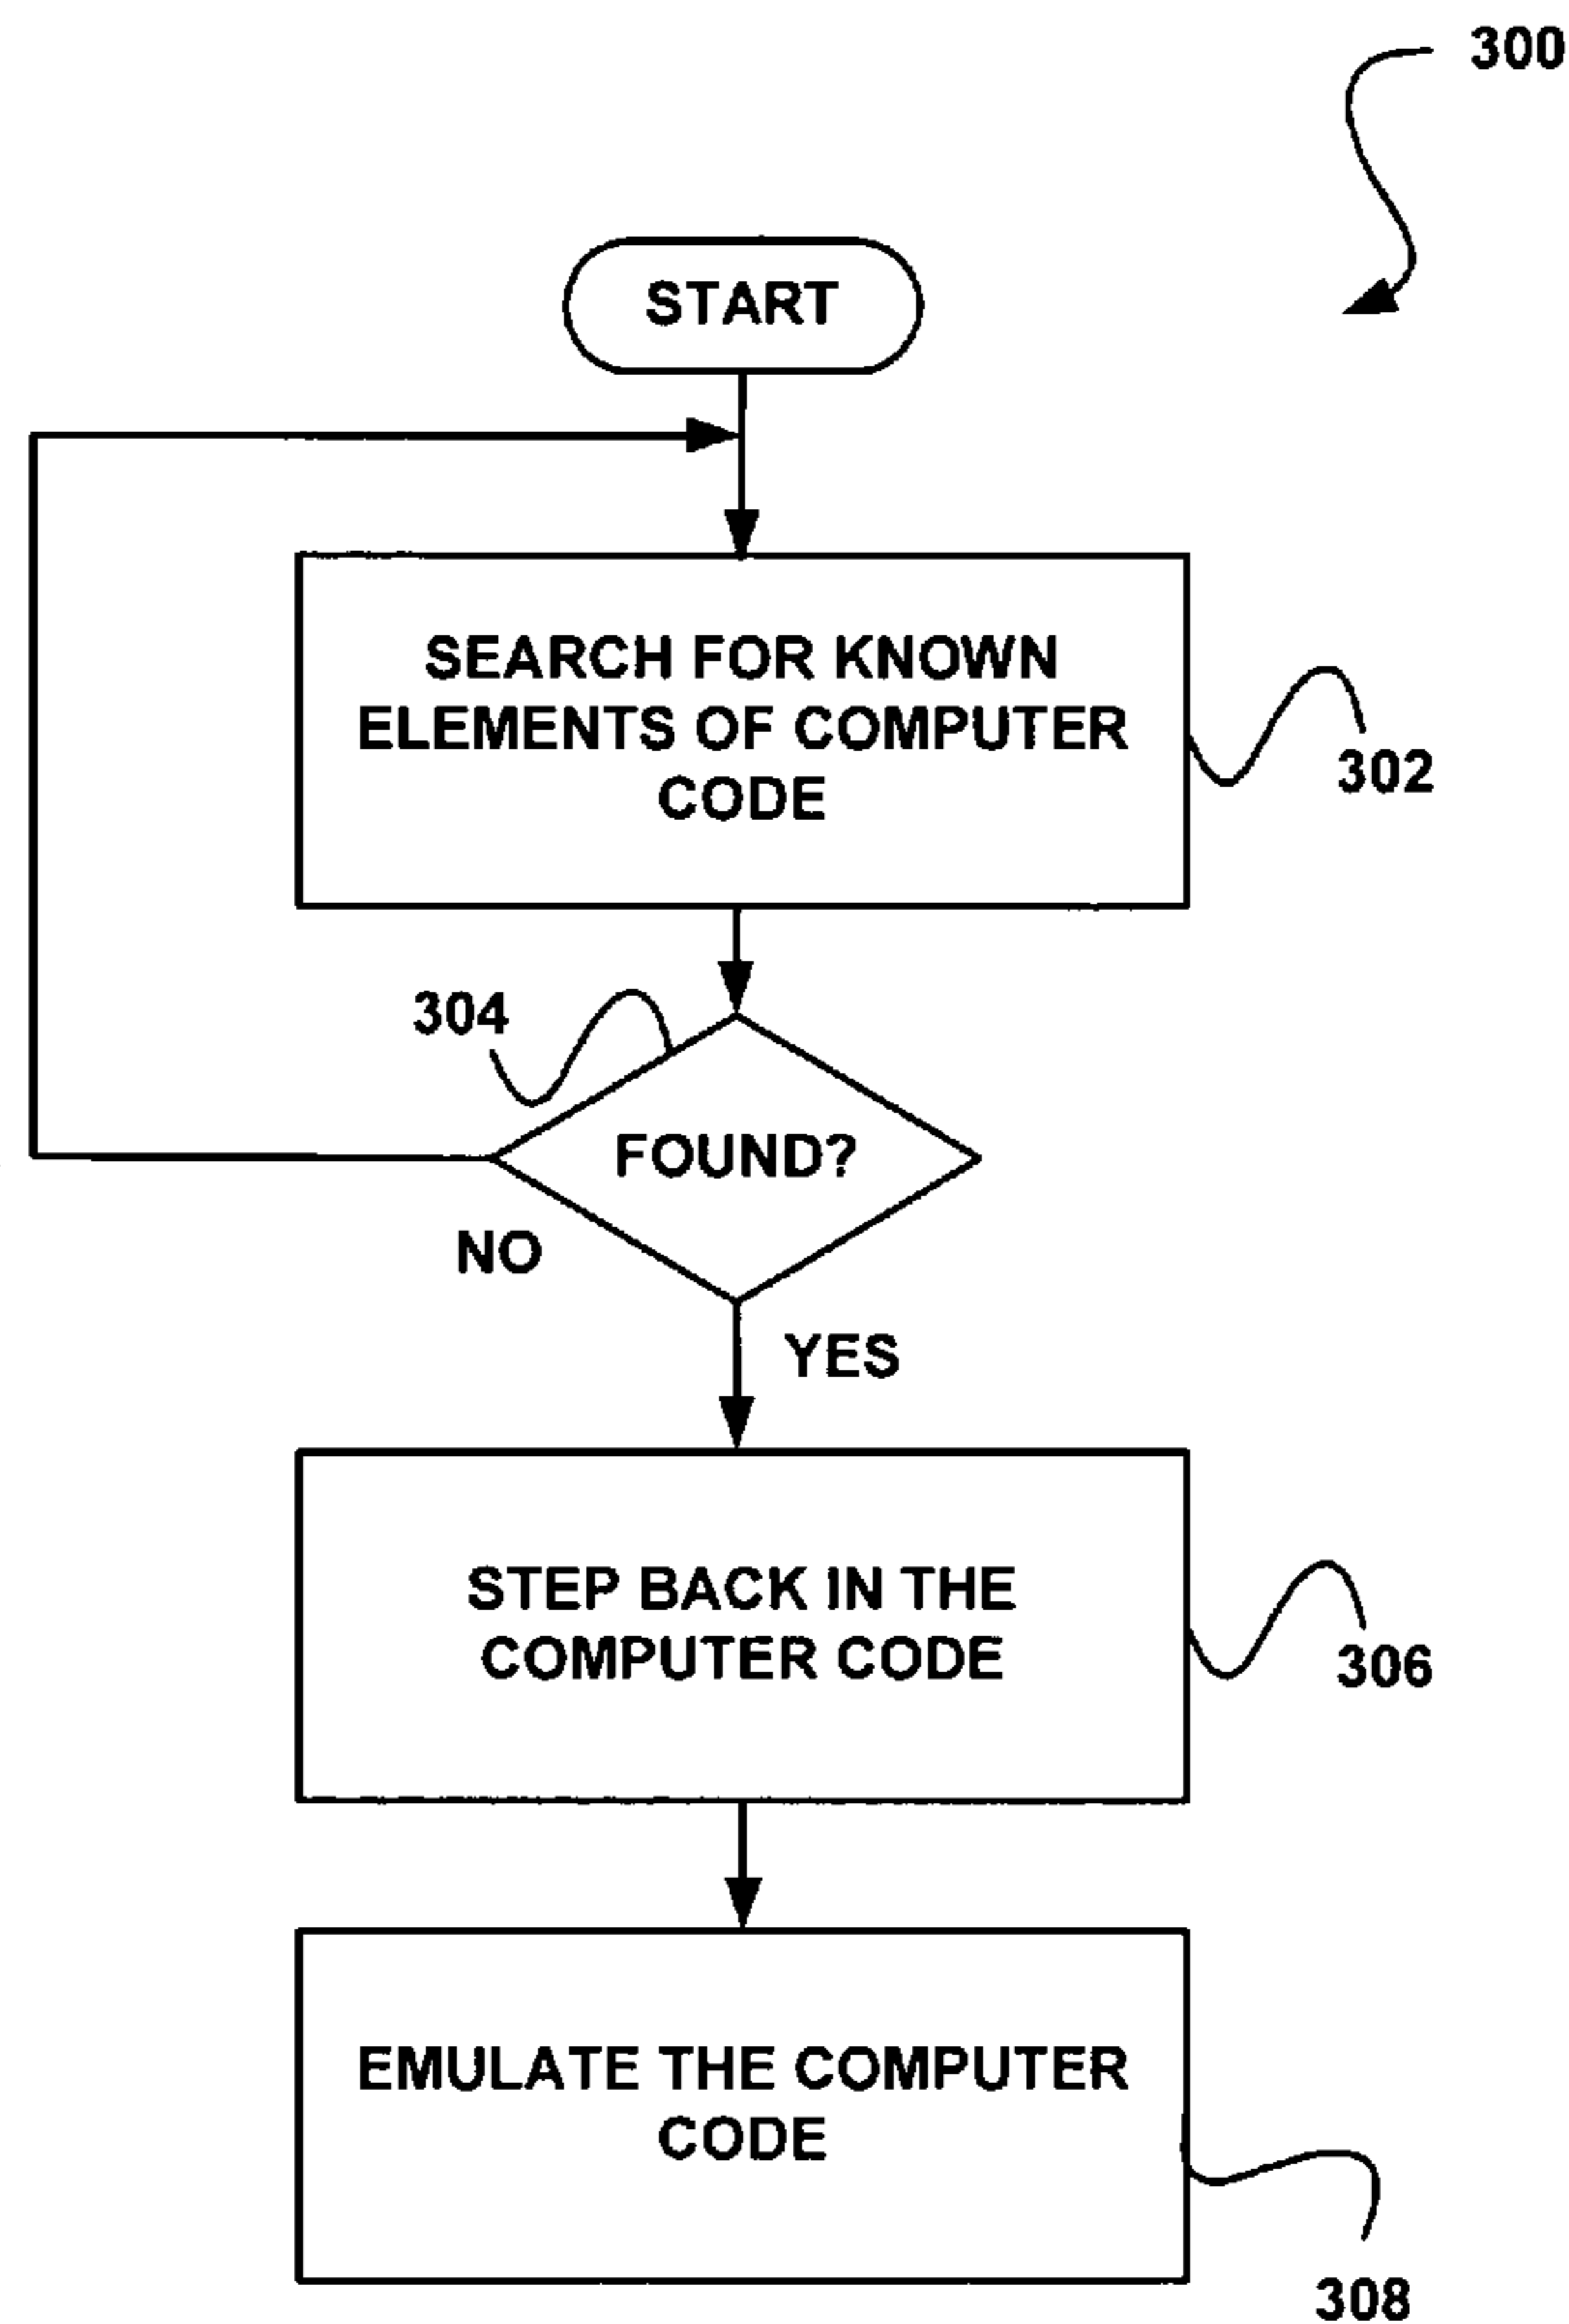 300
START
SEARCH FOR KNOWN
ELEMENTS OF COMPUTER
CODE
302
304
FOUND?
NO
YES
STEP BACK IN THE
COMPUTER CODE
306
EMULATE THE COMPUTER
CODE
308